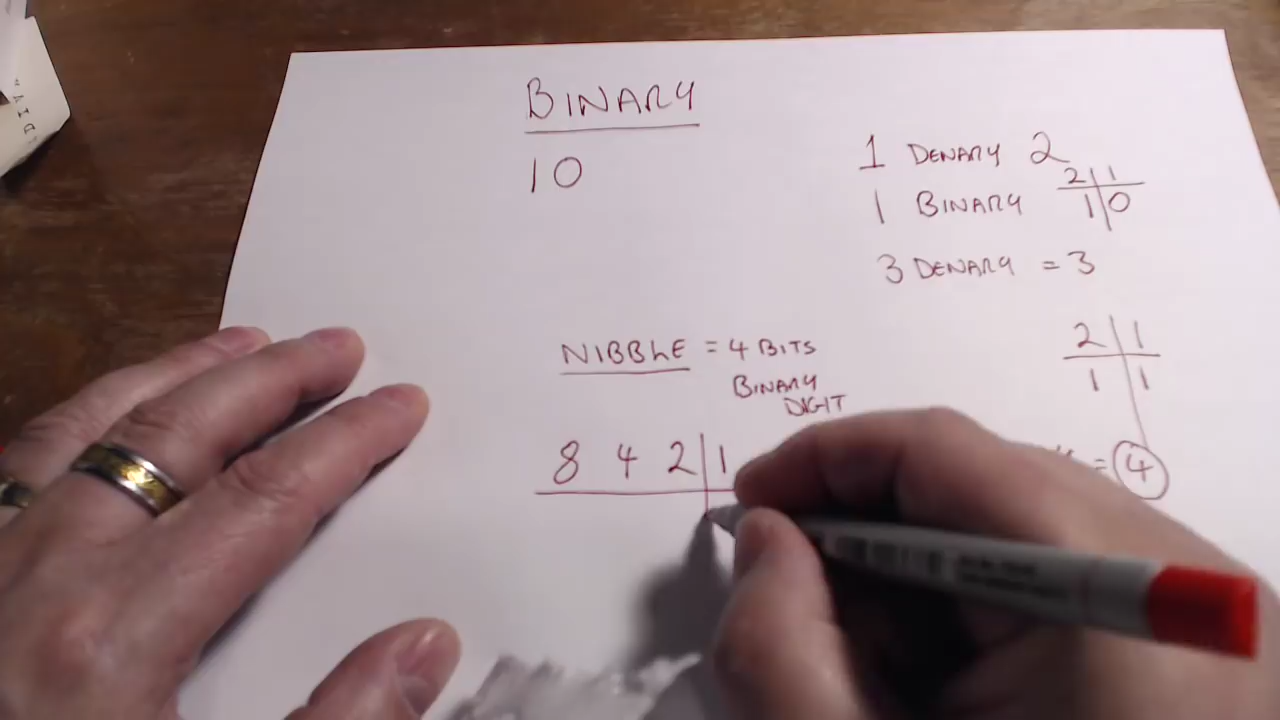 BINARY
10
1 DENARY 2
2 1
1 BINARY 1 0
3 DENARY = 3
2 1
1 1
NIBBLE = 4 BITS
BINARY
DIGIT
8 4 2 1
= 4